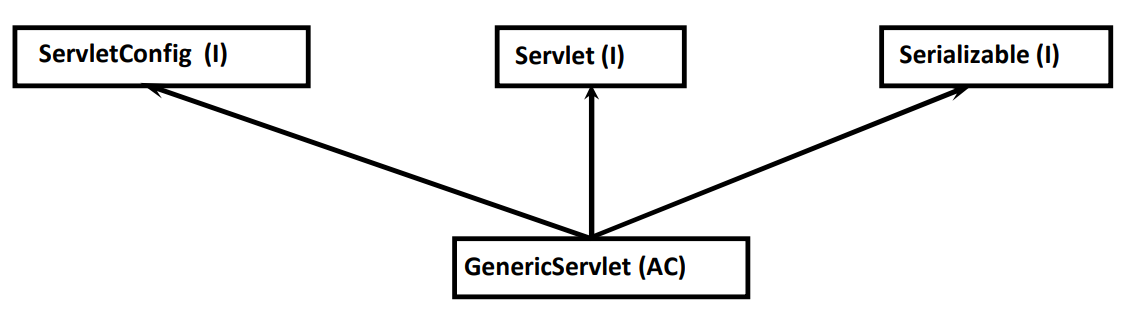 ServletConfig (I)
Servlet (I)
Serializable (I)
GenericServlet (AC)